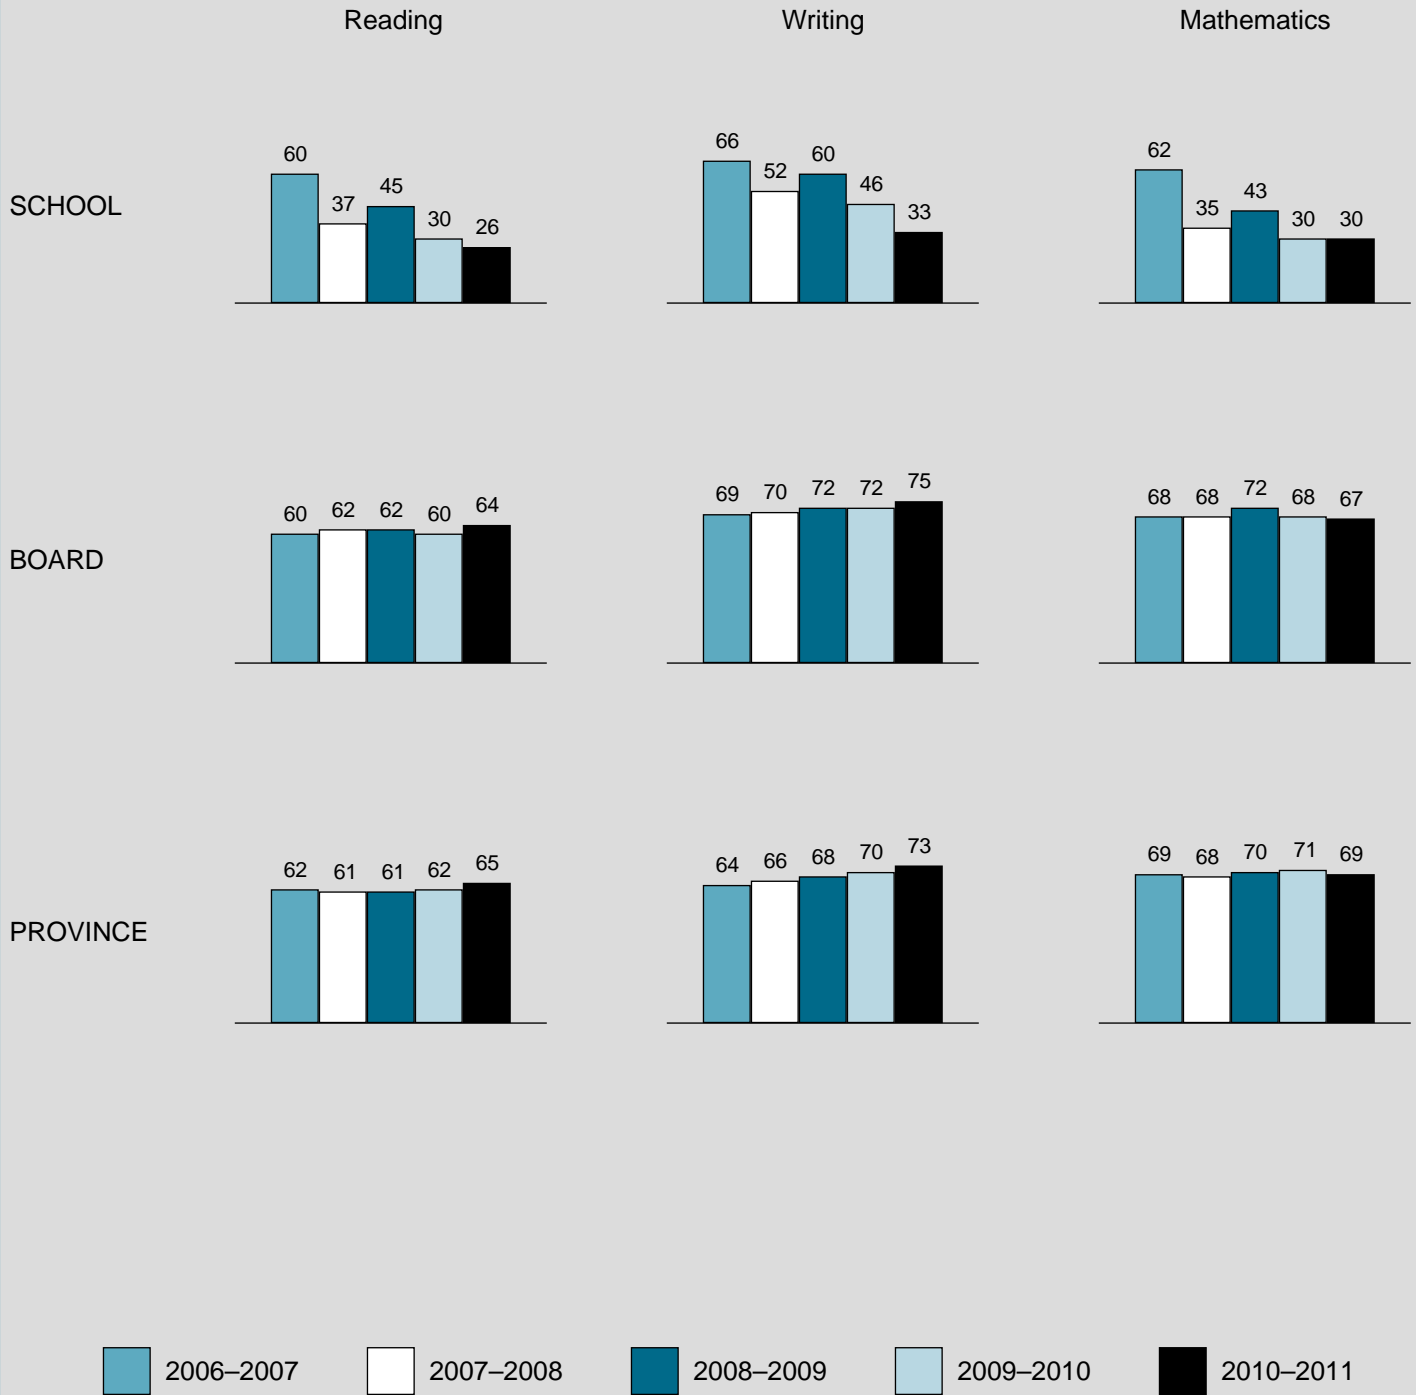 Reading Writing Mathematics
SCHOOL
60 37 45 30 26
66 52 60 46 33
62 35 43 30 30
BOARD
60 62 62 60 64
69 70 72 72 75
68 68 72 68 67
PROVINCE
62 61 61 62 65
64 66 68 70 73
69 68 70 71 69
2006–2007 2007–2008 2008–2009 2009–2010 2010–2011